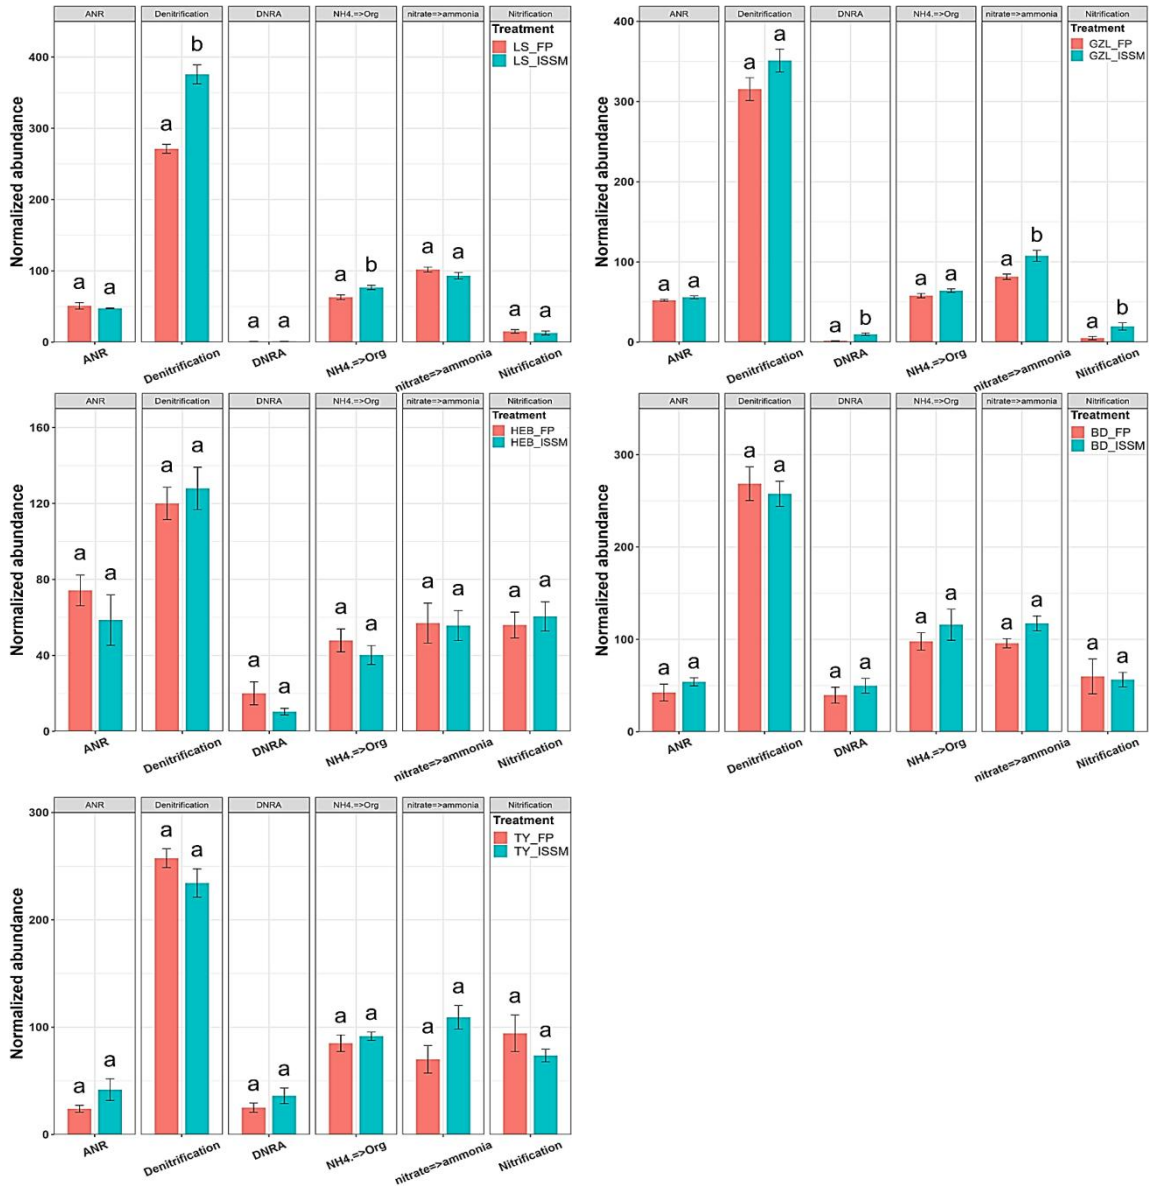 ANR Denitrification DNRA NH4.=>Org nitrate=>ammonia Nitrification
Treatment
LS_FP
LS_ISSM
Normalized abundance
400
300
200
100
0
a a a b a a a b a a a a
ANR Denitrification DNRA NH4.=>Org nitrate=>ammonia Nitrification
ANR Denitrification DNRA NH4.=>Org nitrate=>ammonia Nitrification
Treatment
GZL_FP
GZL_ISSM
Normalized abundance
400
300
200
100
0
a a a a a b a a a b a b
ANR Denitrification DNRA NH4.=>Org nitrate=>ammonia Nitrification
ANR Denitrification DNRA NH4.=>Org nitrate=>ammonia Nitrification
Treatment
HEB_FP
HEB_ISSM
Normalized abundance
160
120
80
40
0
a a a a a a a a a a a a
ANR Denitrification DNRA NH4.=>Org nitrate=>ammonia Nitrification
ANR Denitrification DNRA NH4.=>Org nitrate=>ammonia Nitrification
Treatment
BD_FP
BD_ISSM
Normalized abundance
300
200
100
0
a a a a a a a a a a a a
ANR Denitrification DNRA NH4.=>Org nitrate=>ammonia Nitrification
ANR Denitrification DNRA NH4.=>Org nitrate=>ammonia Nitrification
Treatment
TY_FP
TY_ISSM
Normalized abundance
300
200
100
0
a a a a a a a a a a a a
ANR Denitrification DNRA NH4.=>Org nitrate=>ammonia Nitrification